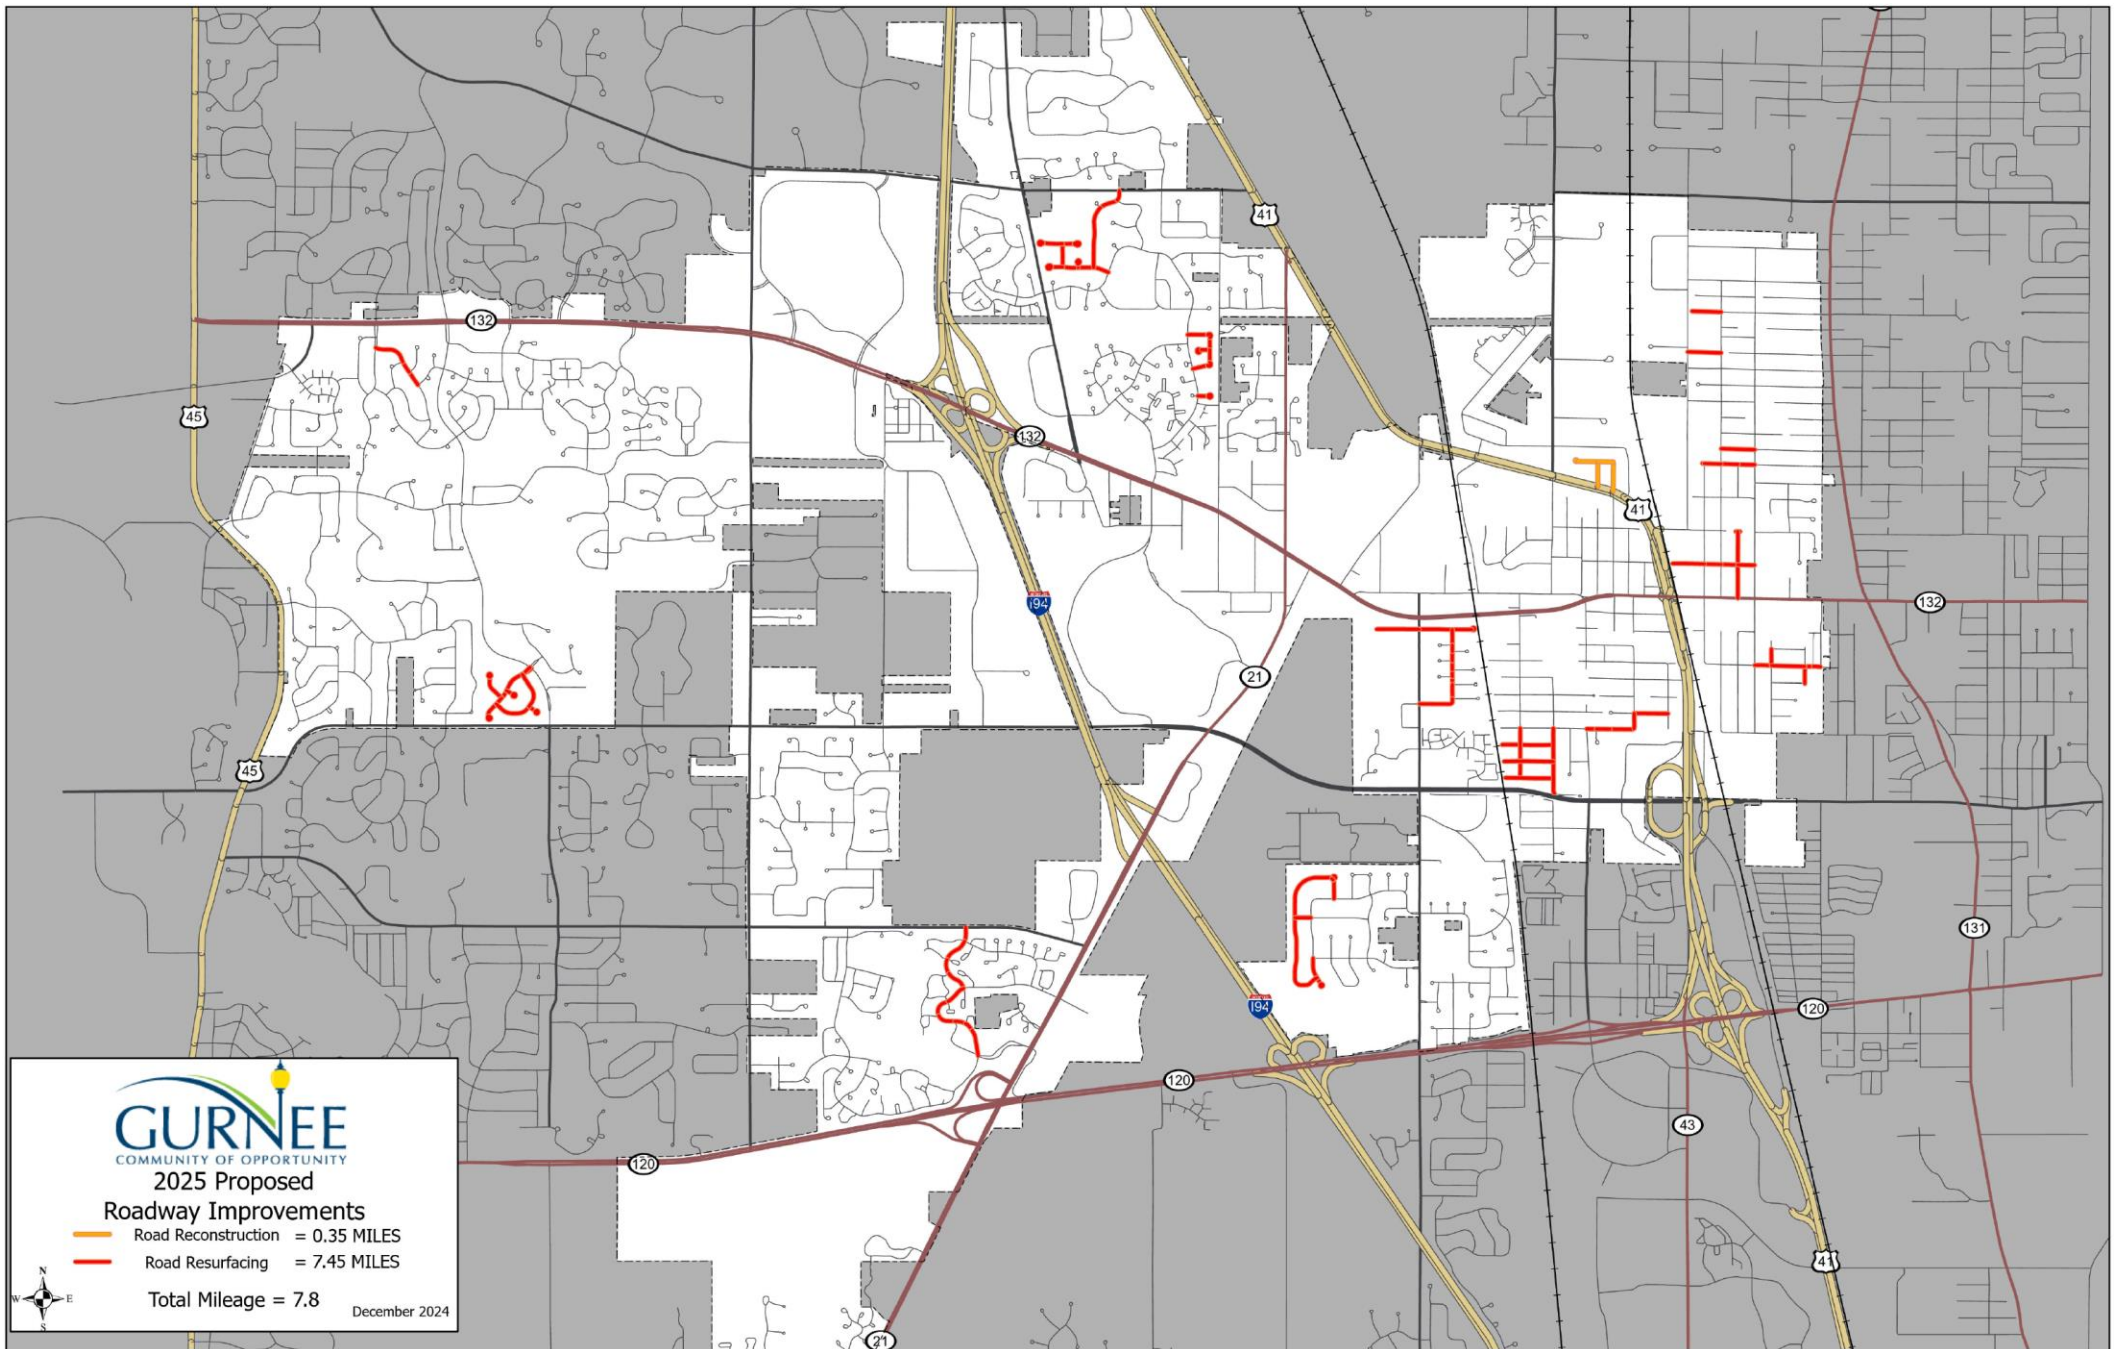 41
132
45
132
41
I94
132
21
45
131
I94
120
120
43
120
41
21
GURNEE
COMMUNITY OF OPPORTUNITY
2025 Proposed
Roadway Improvements
Road Reconstruction = 0.35 MILES
Road Resurfacing = 7.45 MILES
Total Mileage = 7.8
December 2024
N
W E
S